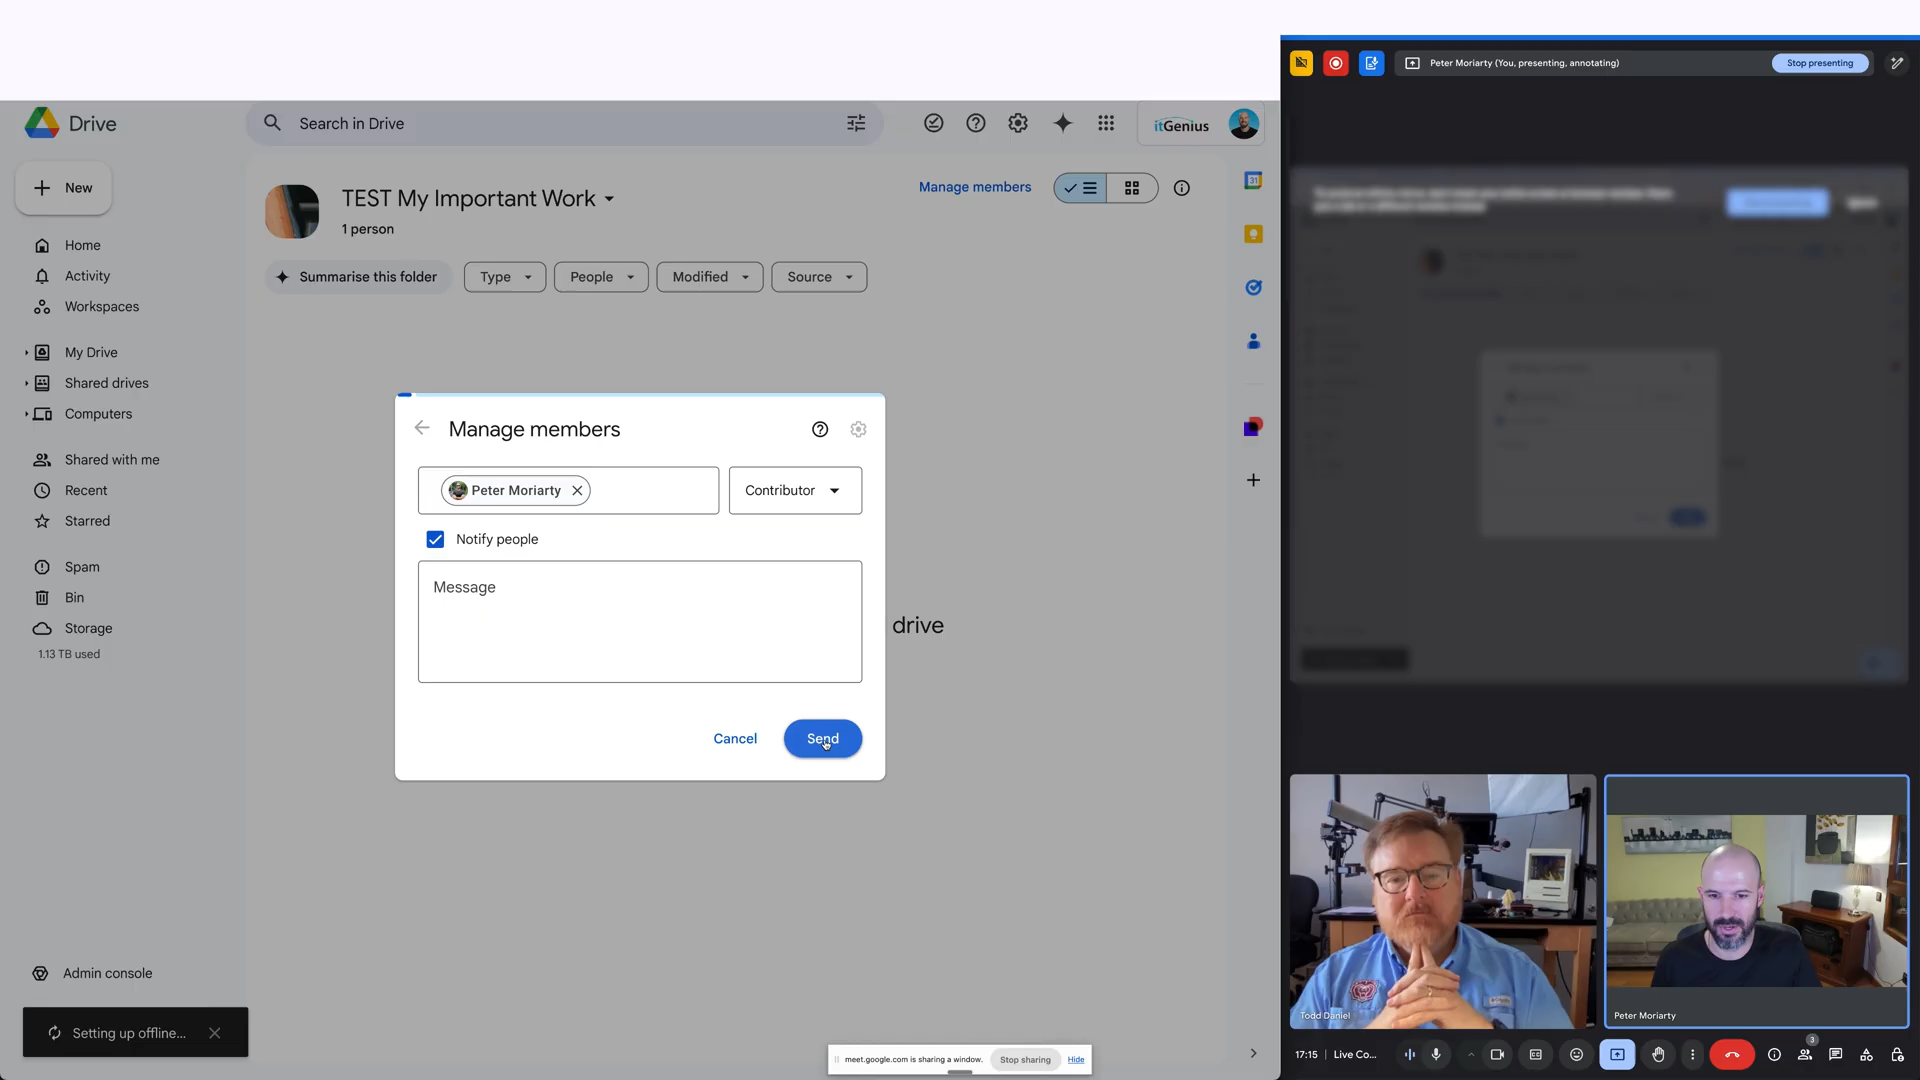 Peter Moriarty (You, presenting, annotating)
Stop presenting
Drive
Search in Drive
itGenius
New
TEST My Important Work
1 person
Manage members
Home
Activity
Workspaces
My Drive
Shared drives
Computers
Shared with me
Recent
Starred
Spam
Bin
Storage
1.13 TB used
Summarise this folder
Type
People
Modified
Source
31
Manage members
Peter Moriarty
Contributor
Notify people
Message
drive
Cancel
Send
Admin console
Setting up offline...
meet.google.com is sharing a window.
Stop sharing
Hide
Todd Daniel
Peter Moriarty
17:15 | Live Co...
3